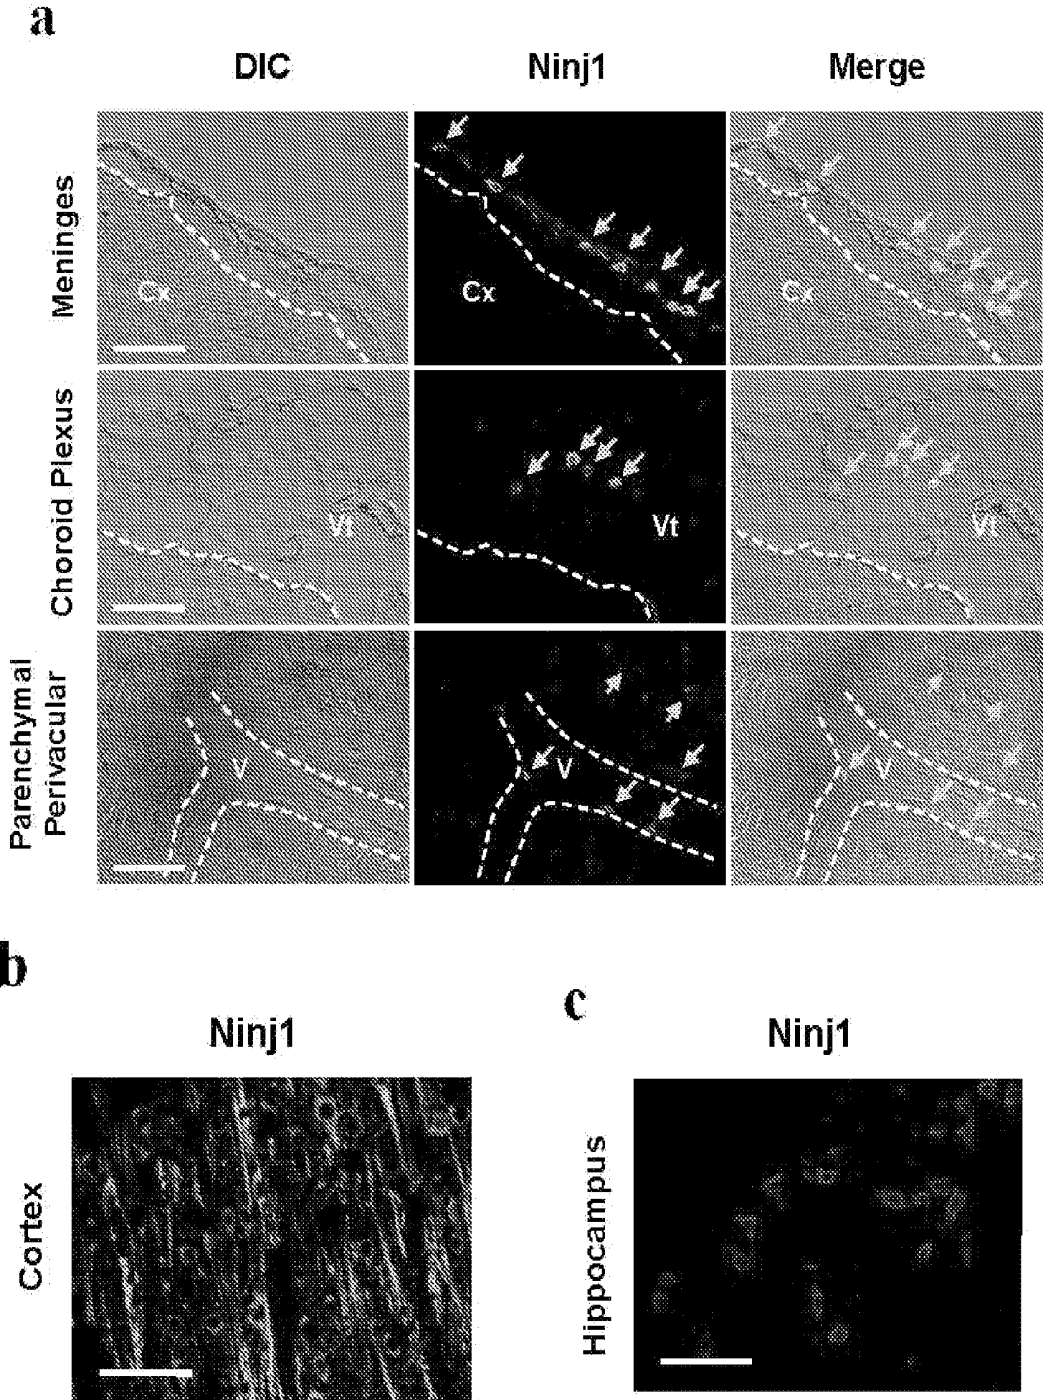 a
DIC Ninj1 Merge
Meninges
Cx Cx Cx
Choroid Plexus
Vt Vt Vt
Parenchymal
Perivacular
V V V
b
c
Ninj1 Ninj1
Cortex
Hippocampus